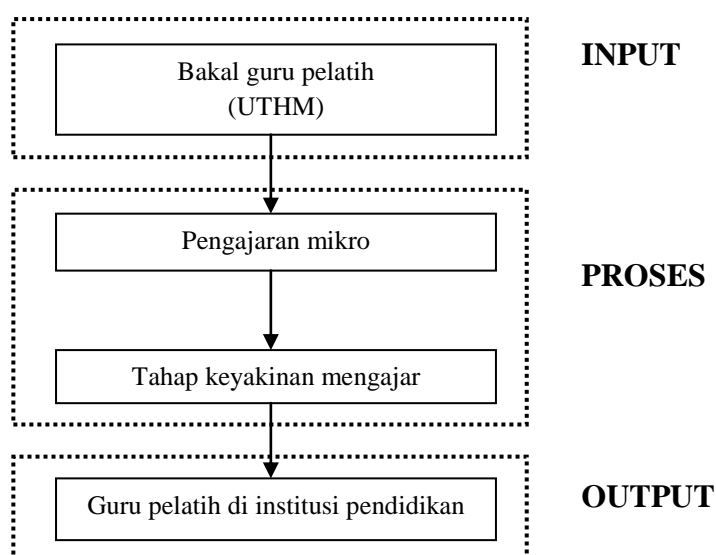 INPUT
Bakal guru pelatih
(UTHM)
Pengajaran mikro
PROSES
Tahap keyakinan mengajar
Guru pelatih di institusi pendidikan
OUTPUT